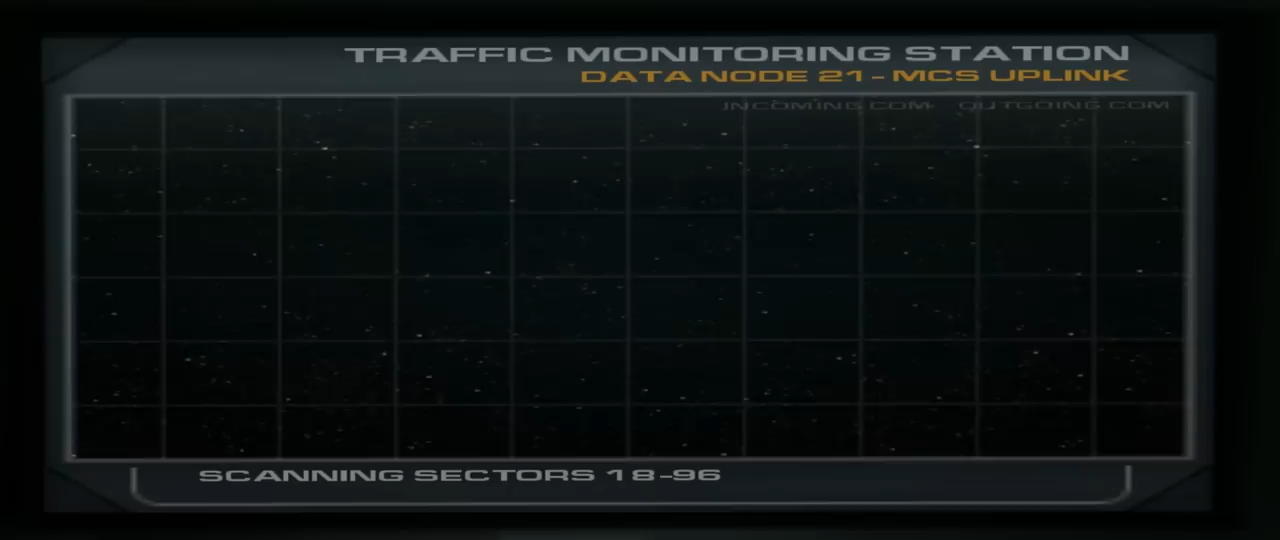 TRAFFIC MONITORING STATION
DATA NODE 21 - MCS UPLINK
INCOMING COM OUTGOING COM
SCANNING SECTORS 18-96